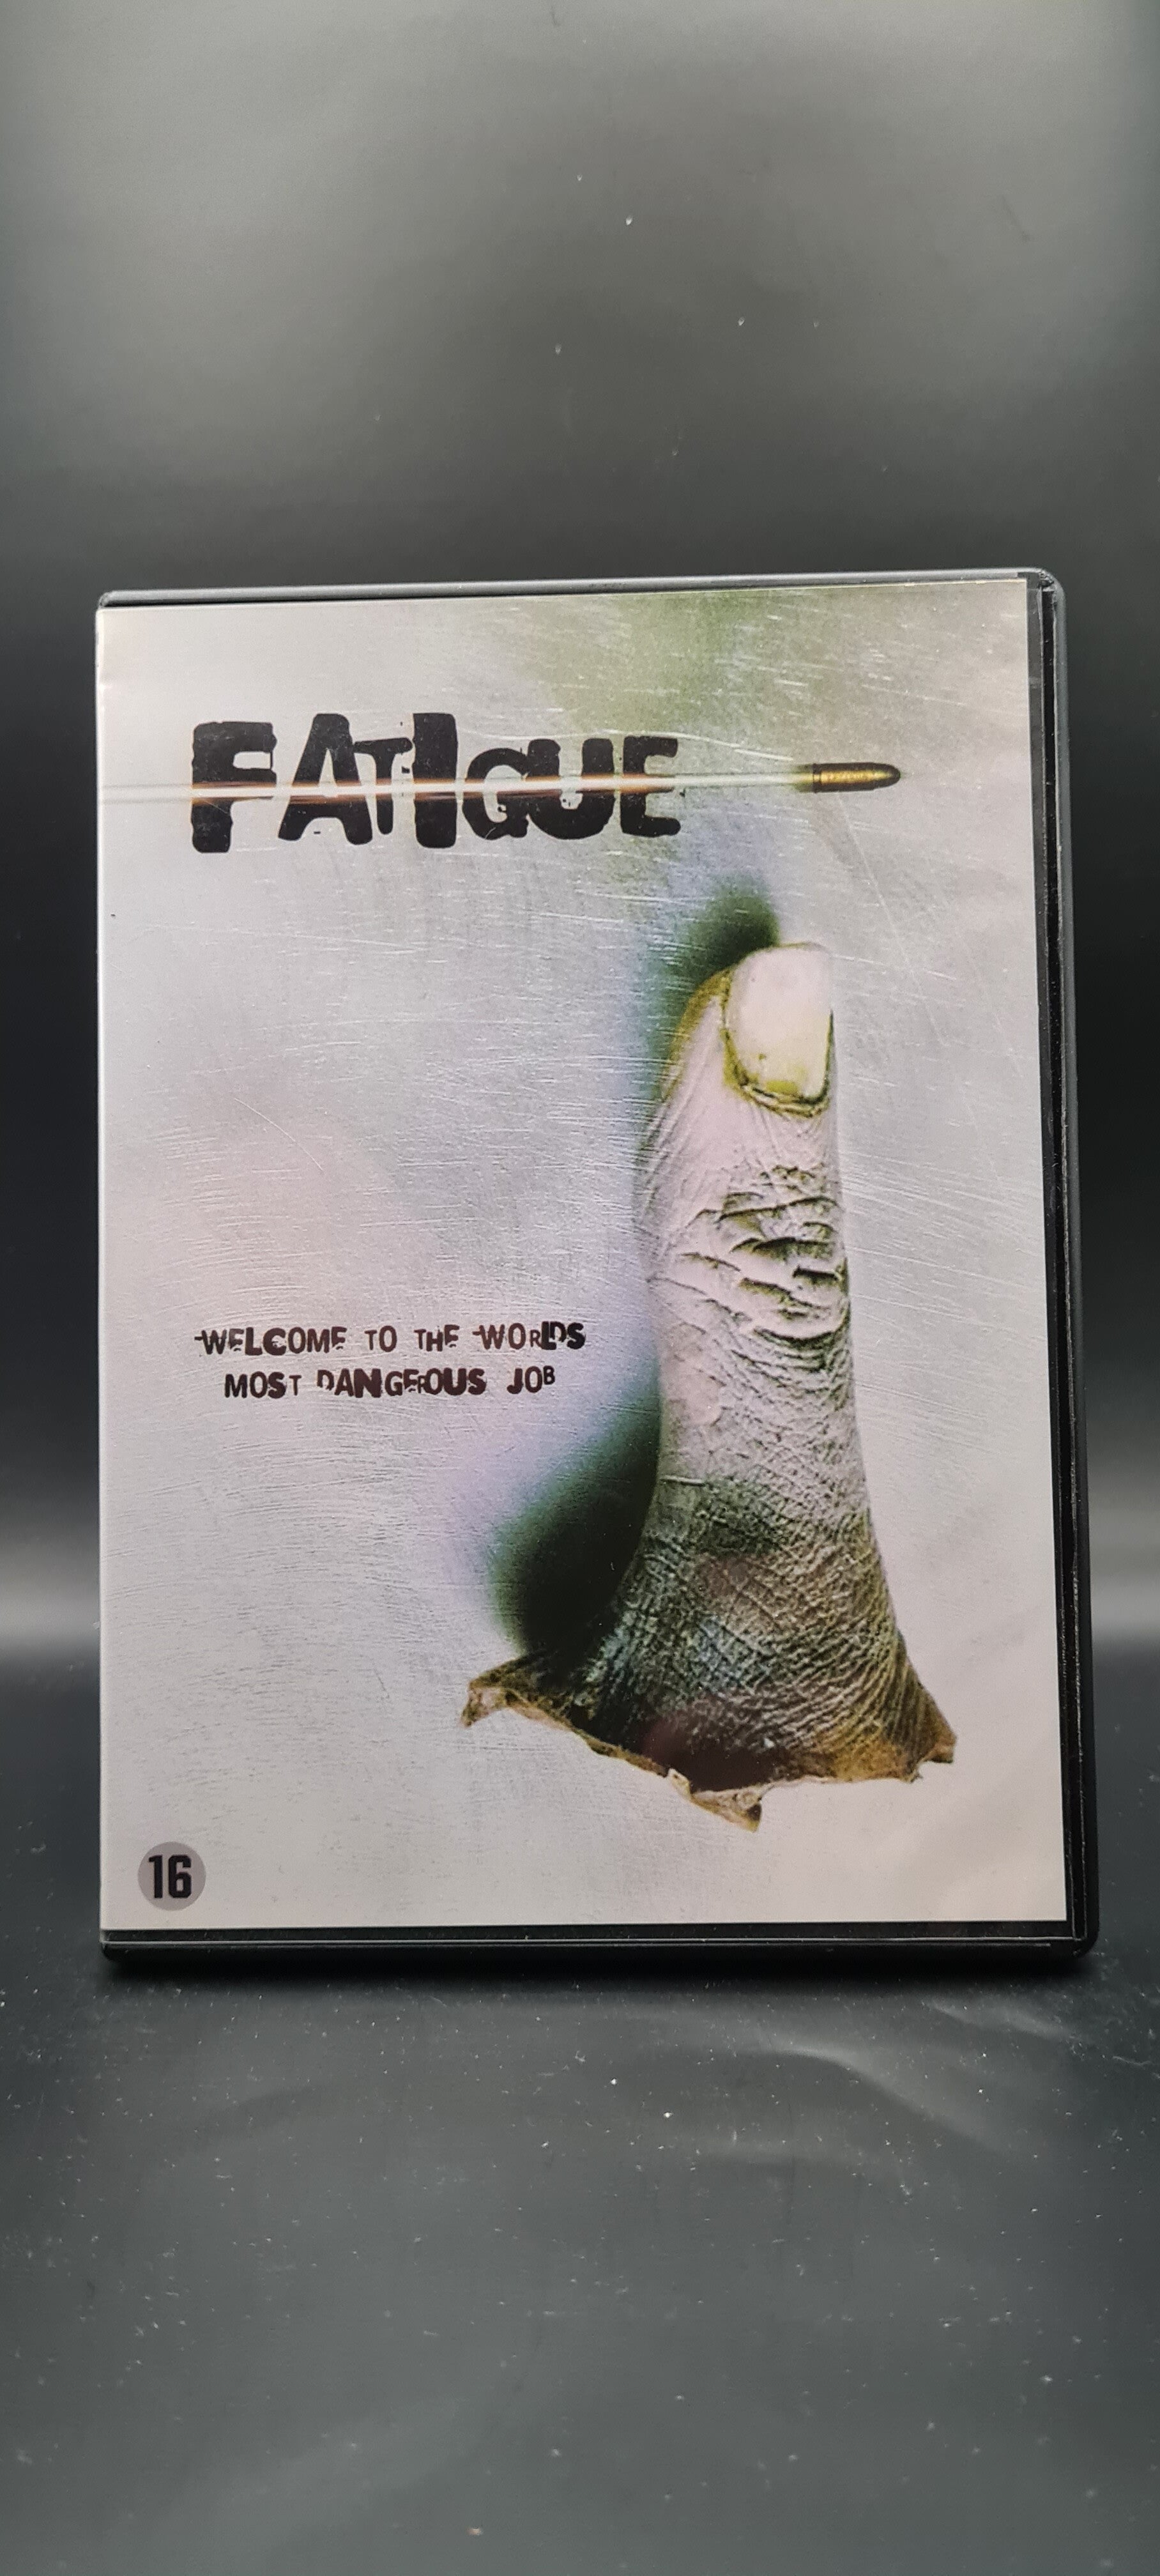 FATIGUE
WELCOME TO THE WORLDS
MOST DANGEROUS JOB
16